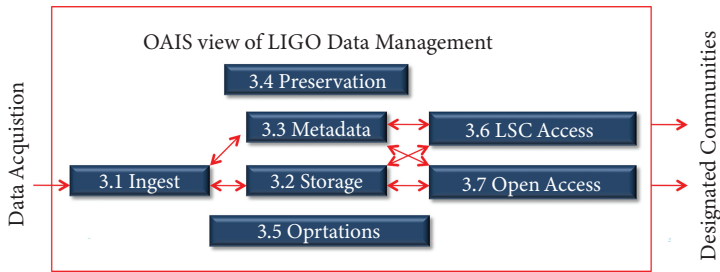 OAIS view of LIGO Data Management
3.4 Preservation
3.3 Metadata
3.6 LSC Access
Data Acquistion
3.1 Ingest
3.2 Storage
3.7 Open Access
3.5 Oprtations
Designated Communities